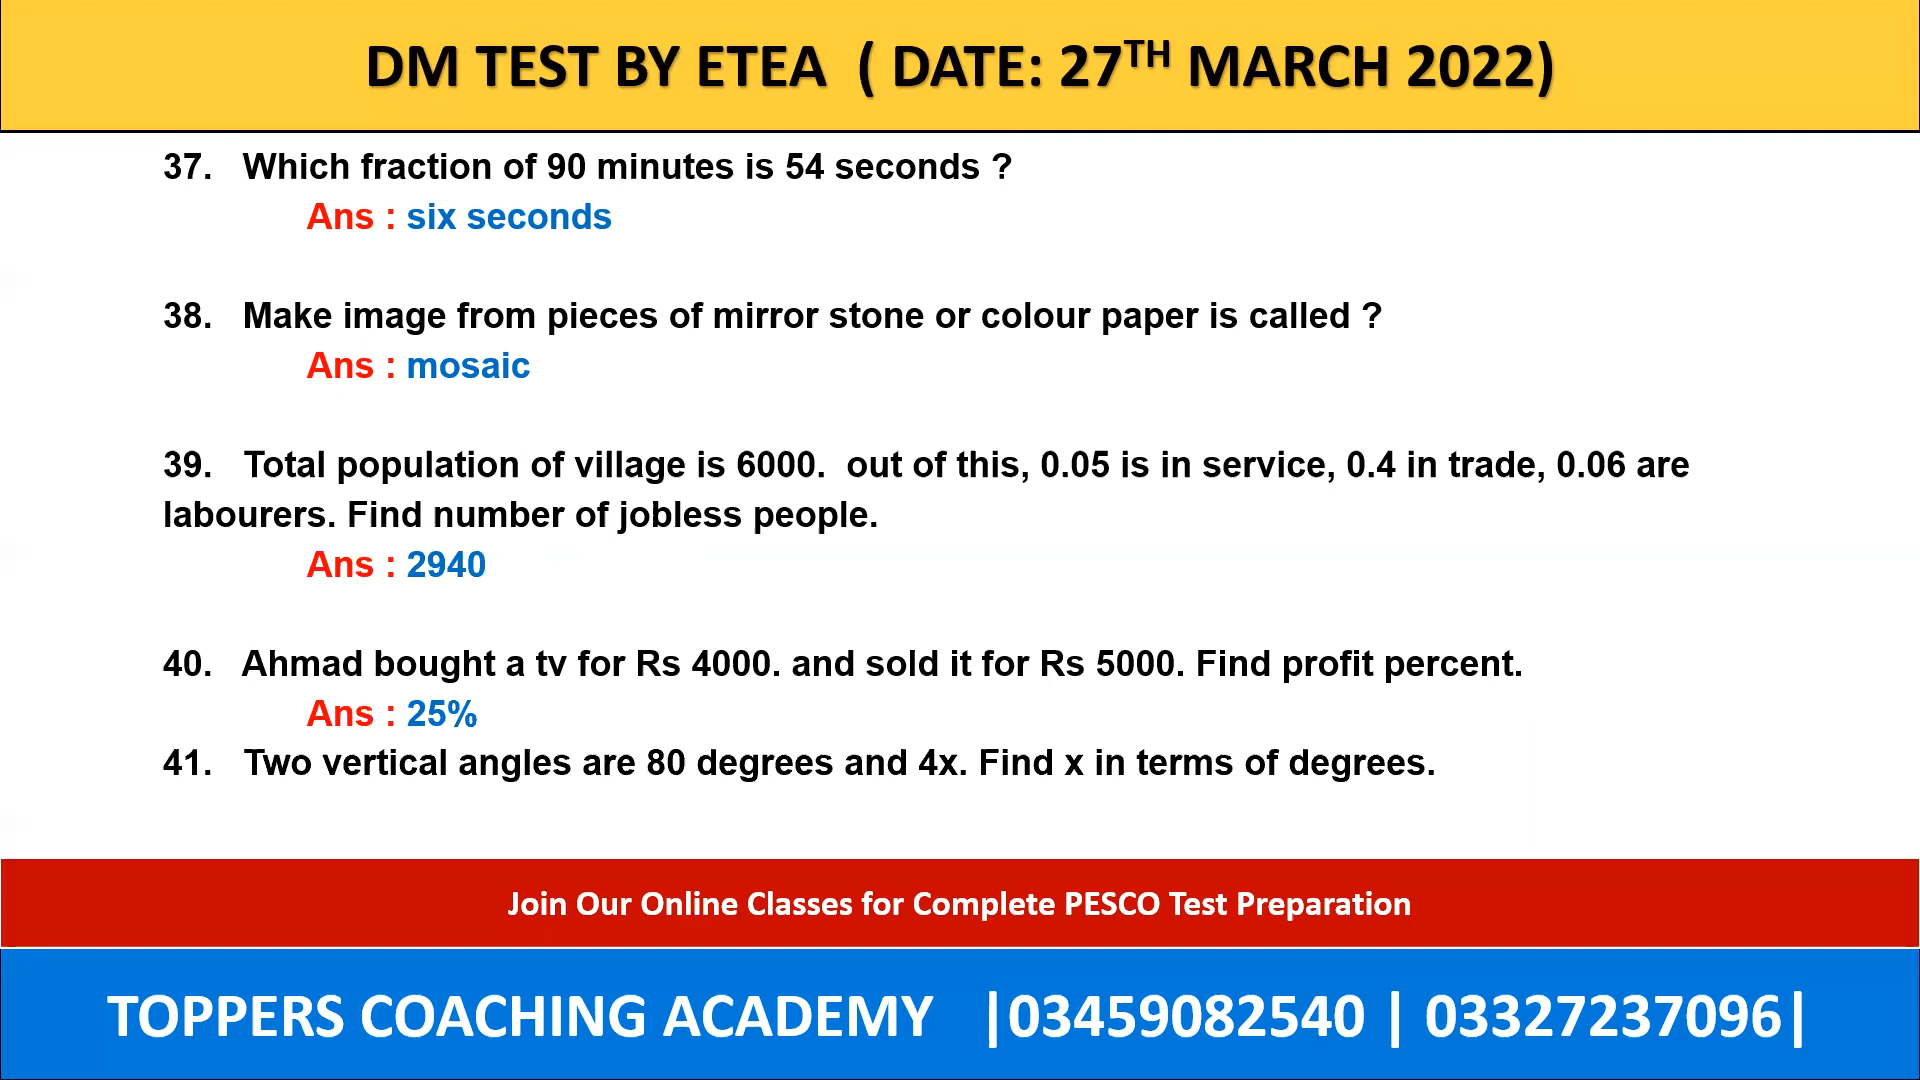 DM TEST BY ETEA ( DATE: 27TH MARCH 2022)
37. Which fraction of 90 minutes is 54 seconds ?
Ans : six seconds
38. Make image from pieces of mirror stone or colour paper is called ?
Ans : mosaic
39. Total population of village is 6000. out of this, 0.05 is in service, 0.4 in trade, 0.06 are
labourers. Find number of jobless people.
Ans : 2940
40. Ahmad bought a tv for Rs 4000. and sold it for Rs 5000. Find profit percent.
Ans : 25%
41. Two vertical angles are 80 degrees and 4x. Find x in terms of degrees.
Join Our Online Classes for Complete PESCO Test Preparation
TOPPERS COACHING ACADEMY |03459082540 | 03327237096|